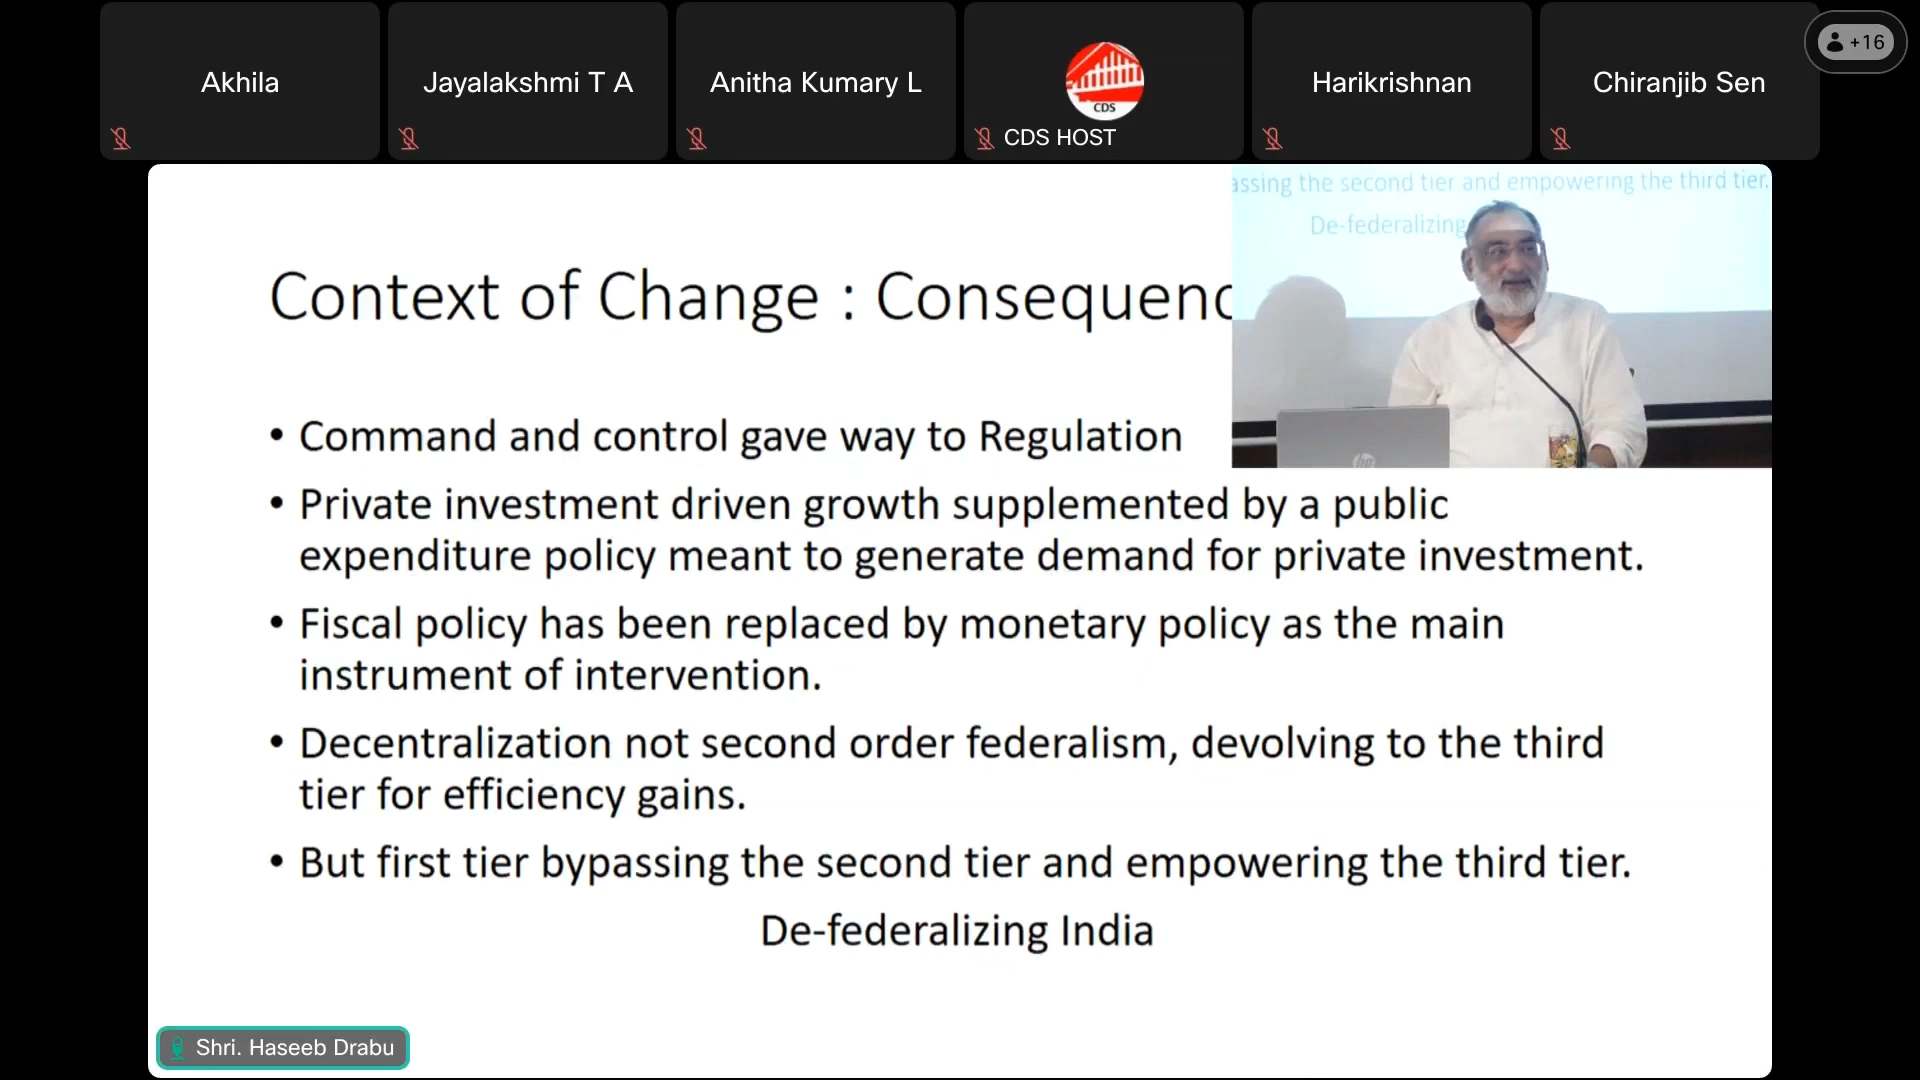 Akhila
Jayalakshmi T A
Anitha Kumary L
CDS
CDS HOST
Harikrishnan
Chiranjib Sen
+16
assing the second tier and empowering the third tier.
De-federalizing
Context of Change : Consequenc
• Command and control gave way to Regulation
• Private investment driven growth supplemented by a public
expenditure policy meant to generate demand for private investment.
• Fiscal policy has been replaced by monetary policy as the main
instrument of intervention.
• Decentralization not second order federalism, devolving to the third
tier for efficiency gains.
• But first tier bypassing the second tier and empowering the third tier.
De-federalizing India
hp
Shri. Haseeb Drabu